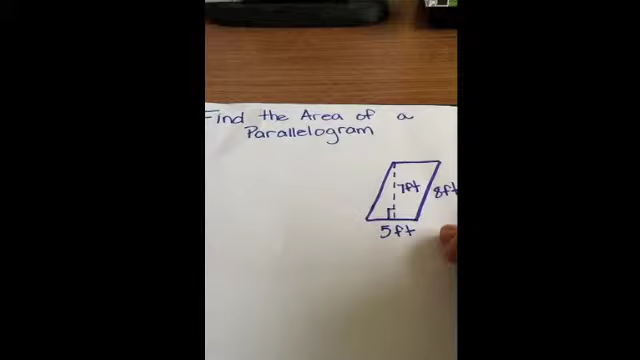 Find the Area of a
Parallelogram
7ft
8ft
5ft